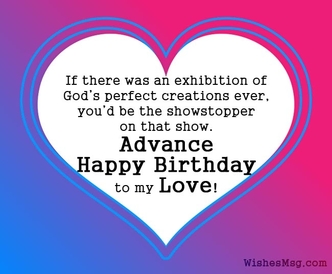 If there was an exhibition of
God's perfect creations ever,
you'd be the showstopper
on that show.
Advance
Happy Birthday
to my Love!
WishesMsg.com